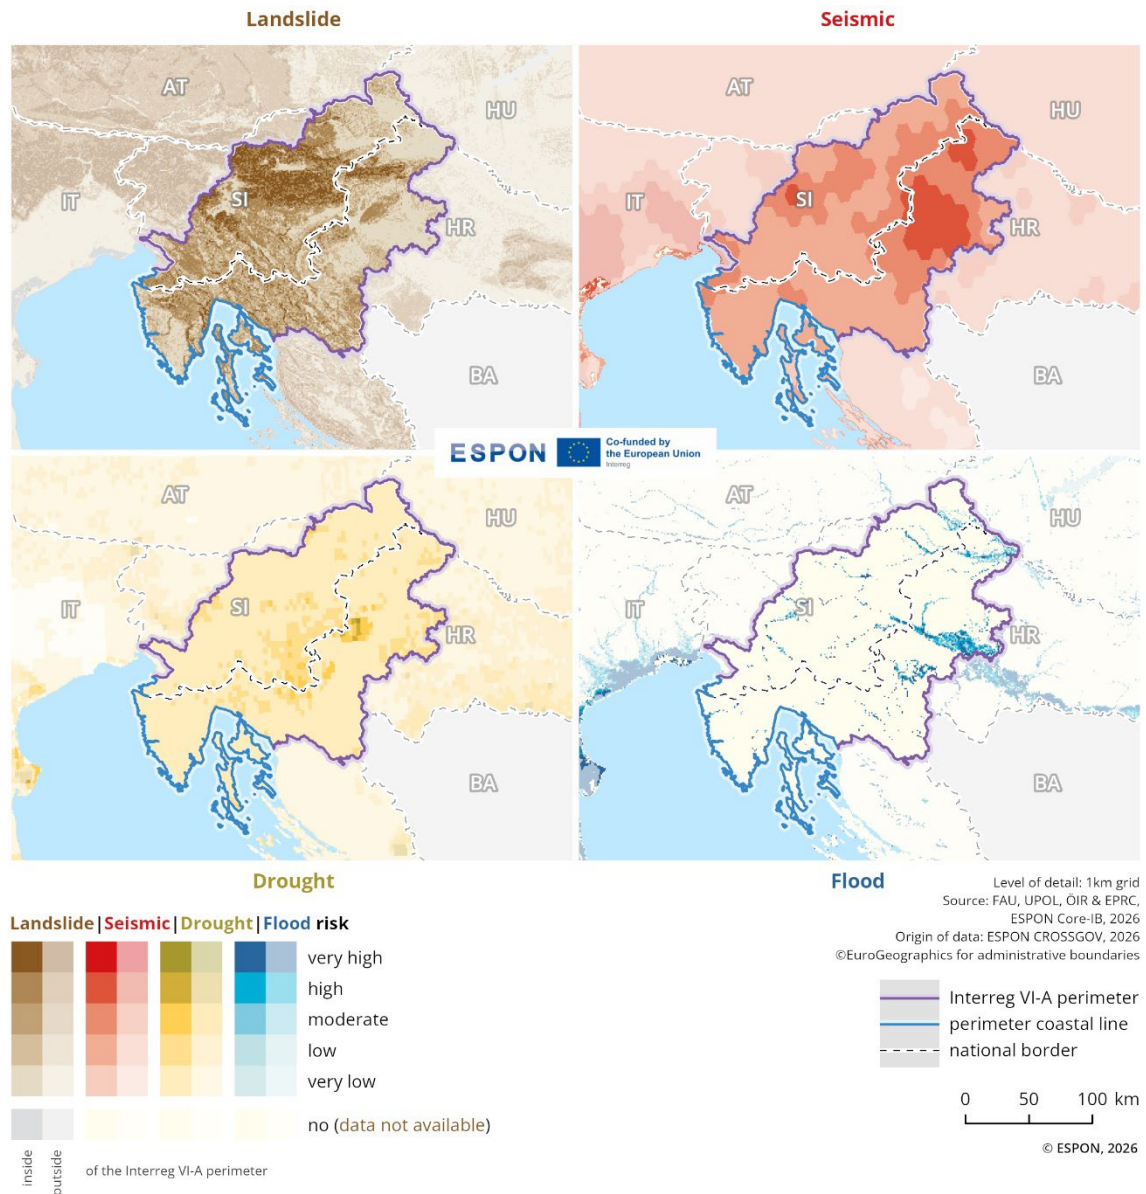 Landslide
Seismic
AT
HU
IT
SI
HR
BA
AT
HU
IT
SI
HR
BA
ESPON
Co-funded by
the European Union
Interreg
AT
HU
IT
SI
HR
BA
AT
HU
IT
SI
HR
BA
Drought
Flood
Level of detail: 1km grid
Source: FAU, UPOL, ÖIR & EPRC,
ESPON Core-IB, 2026
Origin of data: ESPON CROSSGOV, 2026
©EuroGeographics for administrative boundaries
Landslide|Seismic|Drought|Flood risk
very high
high
moderate
low
very low
no (data not available)
inside
outside
of the Interreg VI-A perimeter
Interreg VI-A perimeter
perimeter coastal line
national border
0 50 100 km
© ESPON, 2026